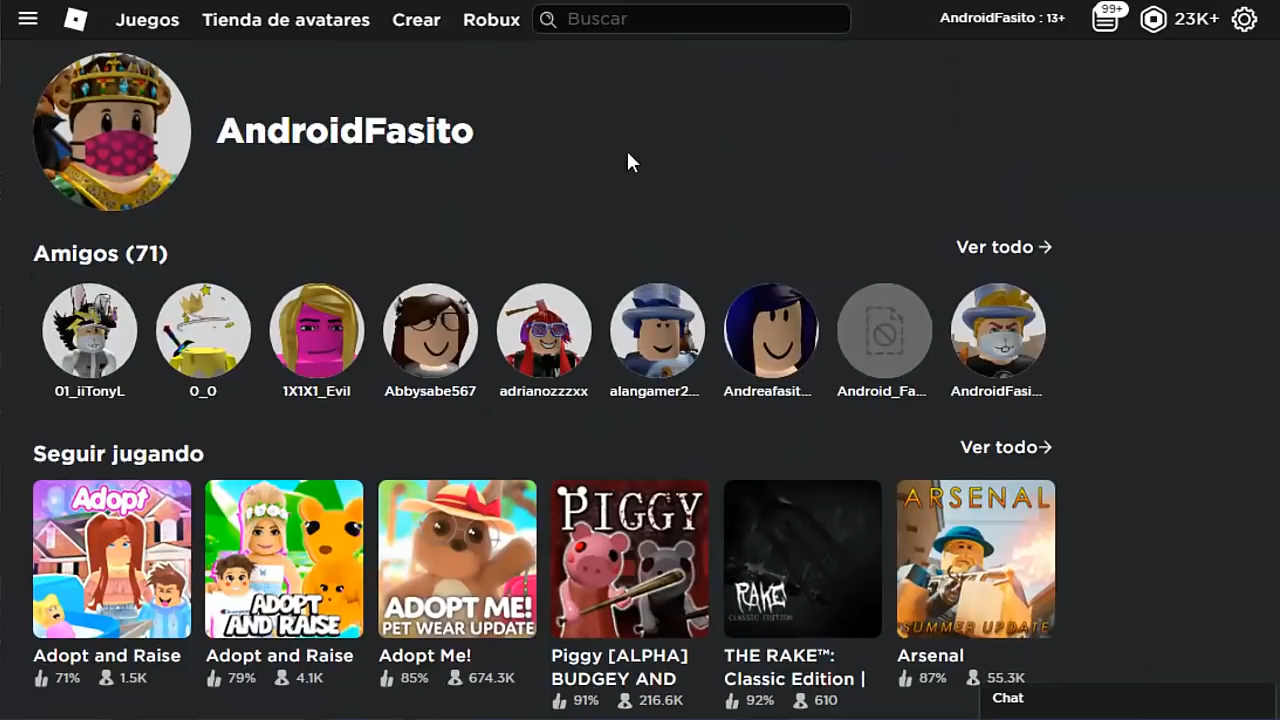 Juegos Tienda de avatares Crear Robux Buscar AndroidFasito : 13+ 99+ 23K+
AndroidFasito
Amigos (71) Ver todo →
01_iiTonyL 0_0 1X1X1_Evil Abbysabe567 adrianozzzxx alangamer2... Andreafasit... Android_Fa... AndroidFasi...
Seguir jugando Ver todo→
Adopt
ADOPT
AND RAISE
ADOPT ME!
PET WEAR UPDATE
PIGGY
RAKE
CLASSIC EDITION
ARSENAL
SUMMER UPDATE
Adopt and Raise Adopt and Raise Adopt Me! Piggy [ALPHA] THE RAKE™: Arsenal
BUDGEY AND Classic Edition |
71% 1.5K 79% 4.1K 85% 674.3K 87% 55.3K
91% 216.6K 92% 610
Chat